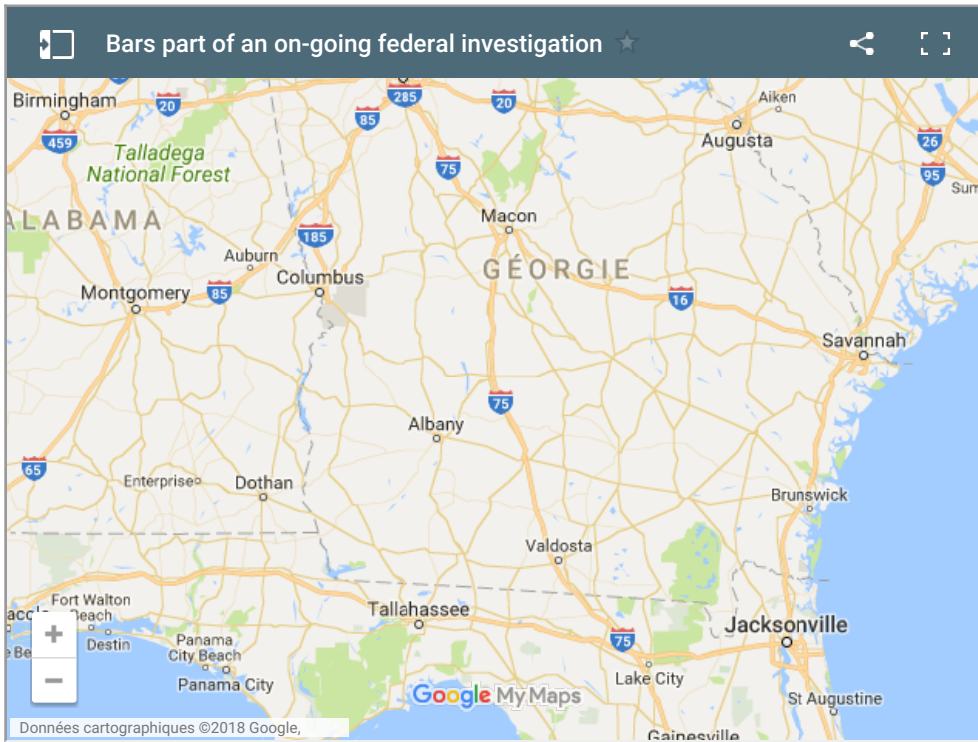 Bars part of an on-going federal investigation
Birmingham
20
285
85
20
Aiken
Augusta
459
Talladega
National Forest
75
26
95
Sum
ALABAMA
Macon
185
Auburn
Columbus
GÉORGIE
Montgomery
85
16
Savannah
75
Albany
65
Enterprise
Dothan
Brunswick
Valdosta
Fort Walton
Beach
Tallahassee
Jacksonville
75
Destin
Panama
City Beach
Lake City
Panama City
Google My Maps
St Augustine
Données cartographiques ©2018 Google,
Gainesville